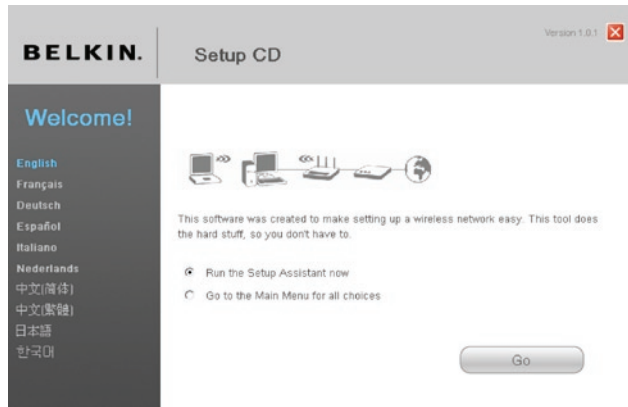 BELKIN.
Setup CD
Version 1.0.1
Welcome!
English
Français
Deutsch
Español
Italiano
Nederlands
中文(简体)
中文(繁體)
日本語
한국어
This software was created to make setting up a wireless network easy. This tool does
the hard stuff, so you don't have to.
Run the Setup Assistant now
Go to the Main Menu for all choices
Go